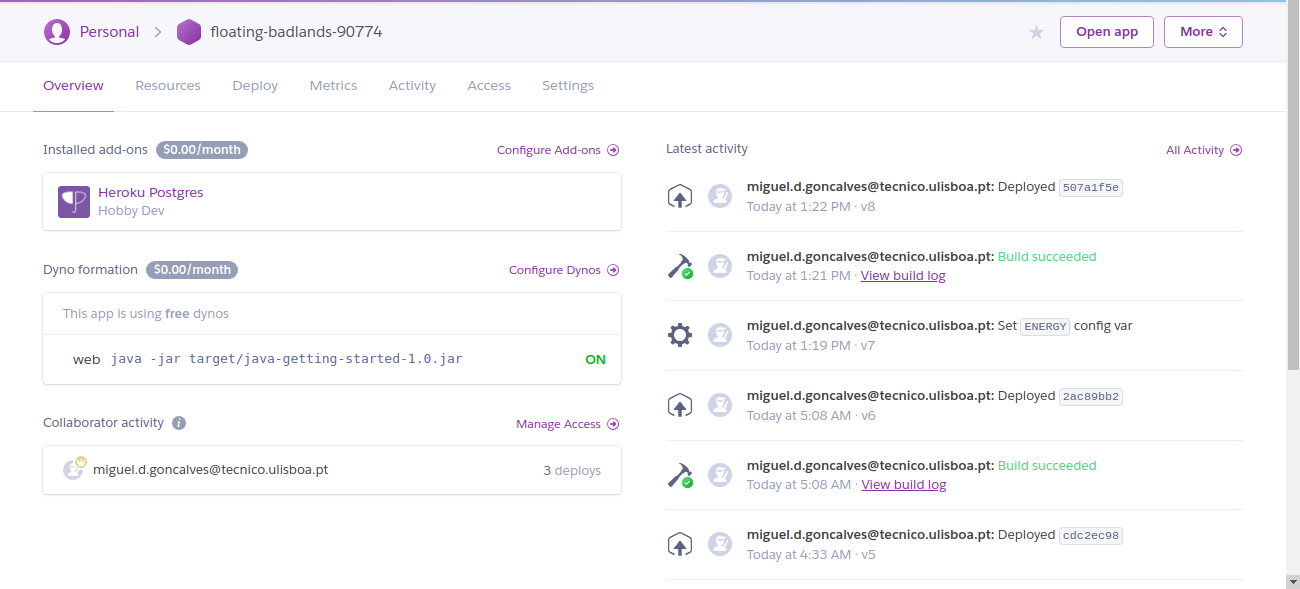 Personal > floating-badlands-90774
Open app
More
Overview Resources Deploy Metrics Activity Access Settings
Installed add-ons $0.00/month Configure Add-ons
Heroku Postgres
Hobby Dev
Dyno formation $0.00/month Configure Dynos
This app is using free dynos
web java -jar target/java-getting-started-1.0.jar ON
Collaborator activity i Manage Access
miguel.d.goncalves@tecnico.ulisboa.pt 3 deploys
Latest activity All Activity
miguel.d.goncalves@tecnico.ulisboa.pt: Deployed 507a1f5e
Today at 1:22 PM · v8
miguel.d.goncalves@tecnico.ulisboa.pt: Build succeeded
Today at 1:21 PM · View build log
miguel.d.goncalves@tecnico.ulisboa.pt: Set ENERGY config var
Today at 1:19 PM · v7
miguel.d.goncalves@tecnico.ulisboa.pt: Deployed 2ac89bb2
Today at 5:08 AM · v6
miguel.d.goncalves@tecnico.ulisboa.pt: Build succeeded
Today at 5:08 AM · View build log
miguel.d.goncalves@tecnico.ulisboa.pt: Deployed cdc2ec98
Today at 4:33 AM · v5